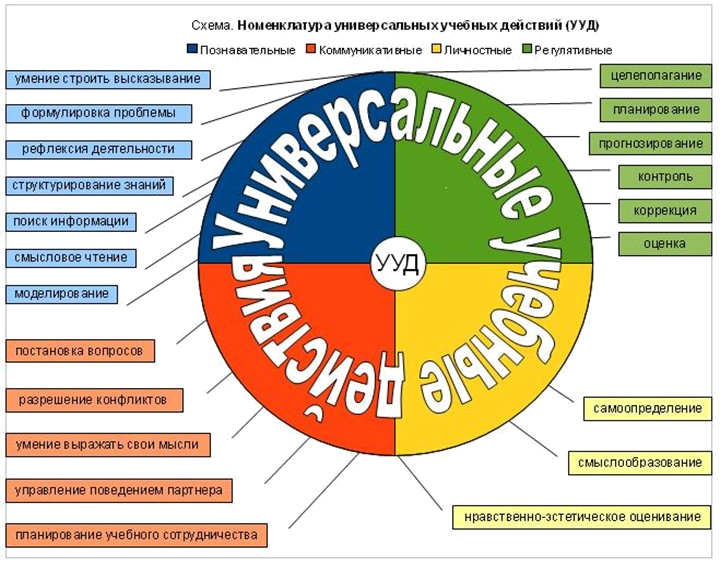 Схема. Номенклатура универсальных учебных действий (УУД)
Познавательные Коммуникативные Личностные Регулятивные
умение строить высказывание
формулировка проблемы
рефлексия деятельности
структурирование знаний
поиск информации
смысловое чтение
моделирование
постановка вопросов
разрешение конфликтов
умение выражать свои мысли
управление поведением партнера
планирование учебного сотрудничества
Универсальные учебные действия
УУД
целеполагание
планирование
прогнозирование
контроль
коррекция
оценка
самоопределение
смыслообразование
нравственно-эстетическое оценивание